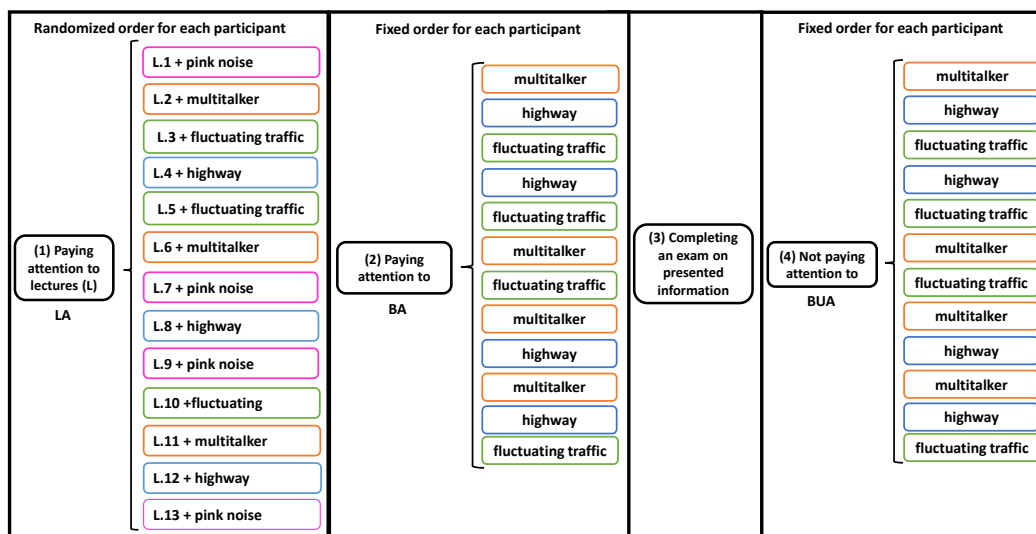 Randomized order for each participant
(1) Paying
attention to
lectures (L)
LA
L.1 + pink noise
L.2 + multitalker
L.3 + fluctuating traffic
L.4 + highway
L.5 + fluctuating traffic
L.6 + multitalker
L.7 + pink noise
L.8 + highway
L.9 + pink noise
L.10 +fluctuating
L.11 + multitalker
L.12 + highway
L.13 + pink noise
Fixed order for each participant
(2) Paying
attention to
BA
multitalker
highway
fluctuating traffic
highway
fluctuating traffic
multitalker
fluctuating traffic
multitalker
highway
multitalker
highway
fluctuating traffic
(3) Completing
an exam on
presented
information
Fixed order for each participant
(4) Not paying
attention to
BUA
multitalker
highway
fluctuating traffic
highway
fluctuating traffic
multitalker
fluctuating traffic
multitalker
highway
multitalker
highway
fluctuating traffic